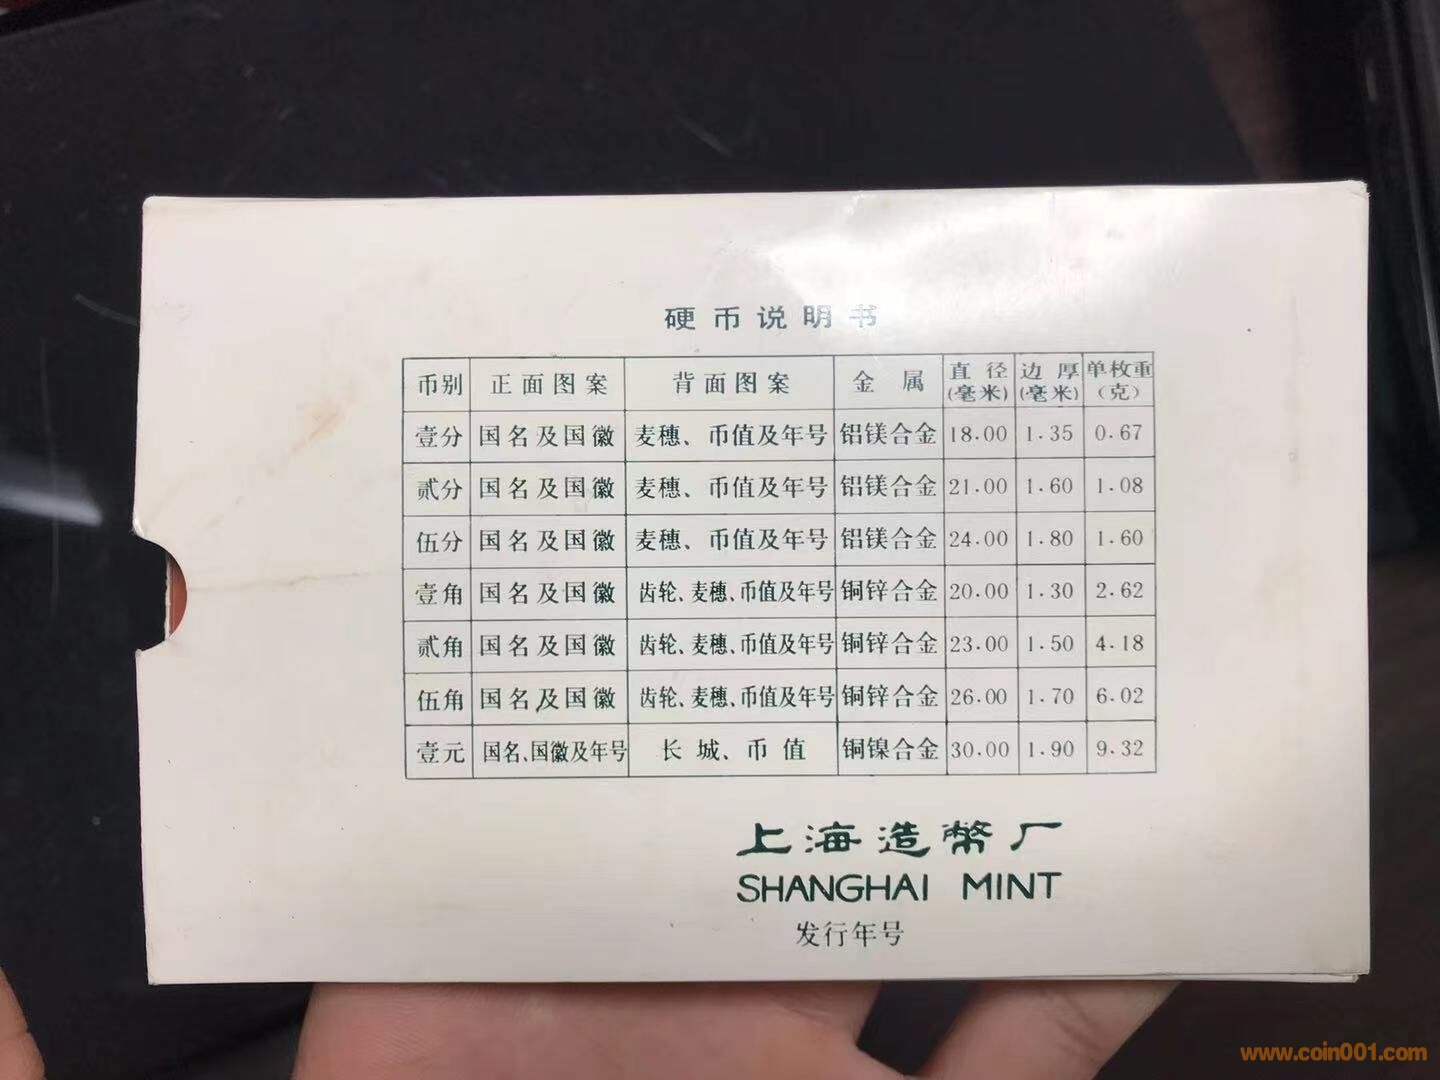 硬币说明书
币别 正面图案 背面图案 金属 直径(毫米) 边厚(毫米) 单枚重(克)
壹分 国名及国徽 麦穗、币值及年号 铝镁合金 18.00 1.35 0.67
贰分 国名及国徽 麦穗、币值及年号 铝镁合金 21.00 1.60 1.08
伍分 国名及国徽 麦穗、币值及年号 铝镁合金 24.00 1.80 1.60
壹角 国名及国徽 齿轮、麦穗、币值及年号 铜锌合金 20.00 1.30 2.62
贰角 国名及国徽 齿轮、麦穗、币值及年号 铜锌合金 23.00 1.50 4.18
伍角 国名及国徽 齿轮、麦穗、币值及年号 铜锌合金 26.00 1.70 6.02
壹元 国名、国徽及年号 长城、币值 铜镍合金 30.00 1.90 9.32
上海造幣厂
SHANGHAI MINT
发行年号
www.coin001.com